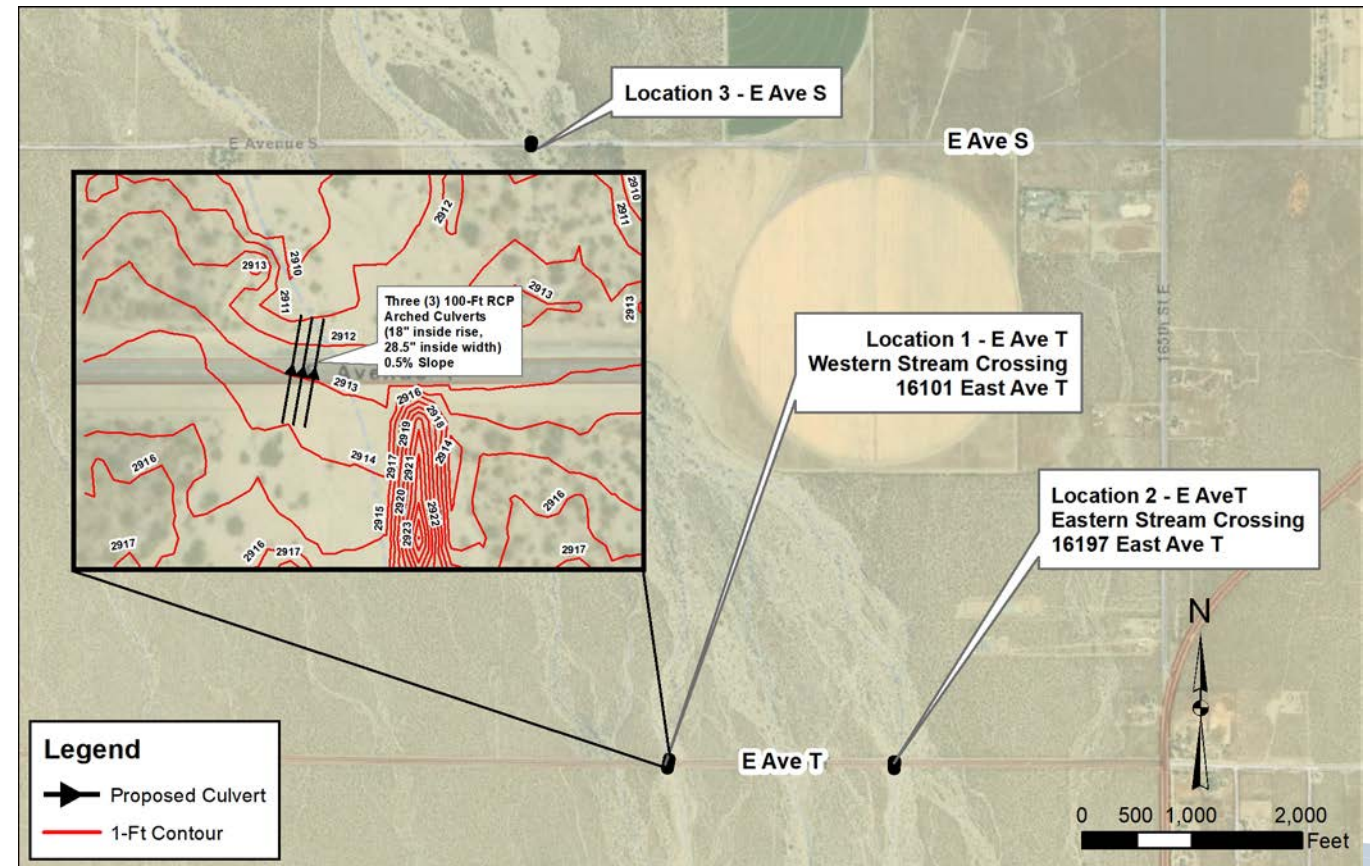 Location 3 - E Ave S
E Avenue S
E Ave S
2910
2912
2911
2913
2910
2911
2913
2913
Three (3) 100-Ft RCP
Arched Culverts
(18" inside rise,
28.5" inside width)
0.5% Slope
2912
Avenue
2913
2916
2918
2919
2914
2914
2917
2921
2916
2920
2922
2916
2915
2923
2917
2916
2917
2917
165th St E
Location 1 - E Ave T
Western Stream Crossing
16101 East Ave T
Location 2 - E AveT
Eastern Stream Crossing
16197 East Ave T
E Ave T
N
Legend
Proposed Culvert
1-Ft Contour
0 500 1,000 2,000
Feet